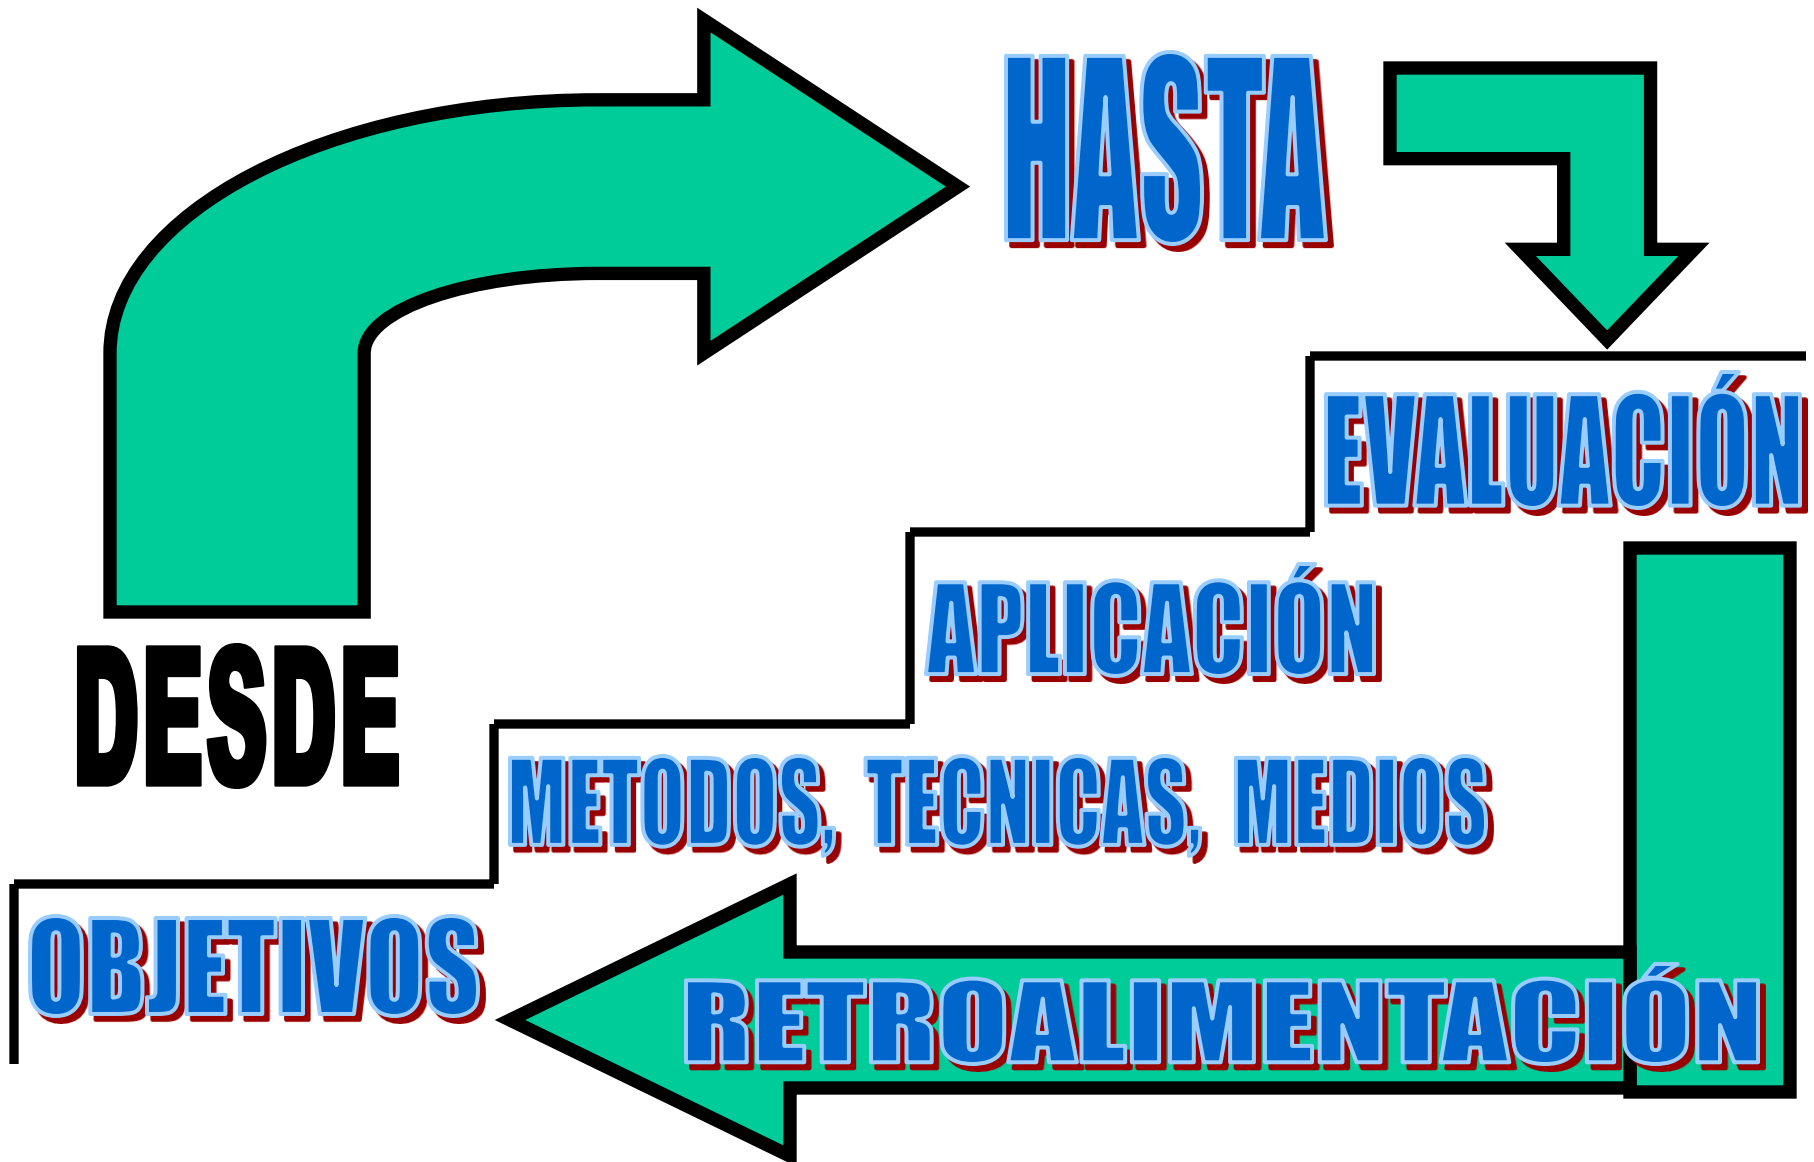 HASTA
EVALUACIÓN
APLICACIÓN
DESDE
METODOS, TECNICAS, MEDIOS
OBJETIVOS
RETROALIMENTACIÓN